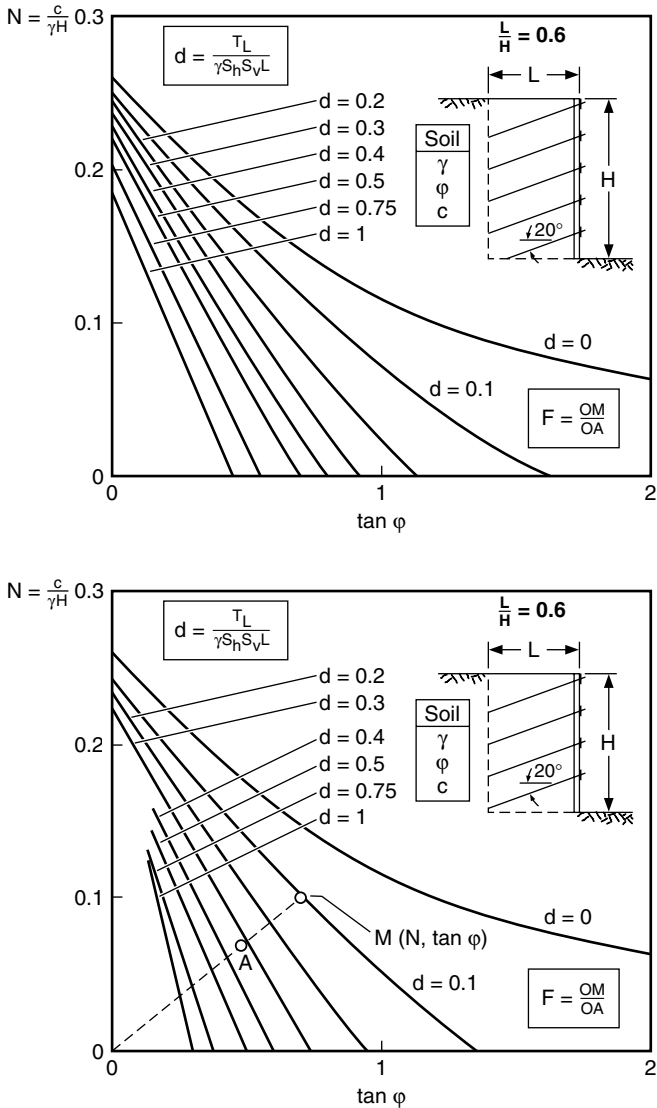 N = c/γH
0.3
0.2
0.1
0
d = T_L/γS_hS_vL
L/H = 0.6
L
H
Soil
γ
φ
c
20°
d = 0.2
d = 0.3
d = 0.4
d = 0.5
d = 0.75
d = 1
d = 0
d = 0.1
F = OM/OA
0 1 2
tan φ
N = c/γH
0.3
0.2
0.1
0
d = T_L/γS_hS_vL
L/H = 0.6
L
H
Soil
γ
φ
c
20°
d = 0.2
d = 0.3
d = 0.4
d = 0.5
d = 0.75
d = 1
d = 0
M (N, tan φ)
A
d = 0.1
F = OM/OA
0 1 2
tan φ